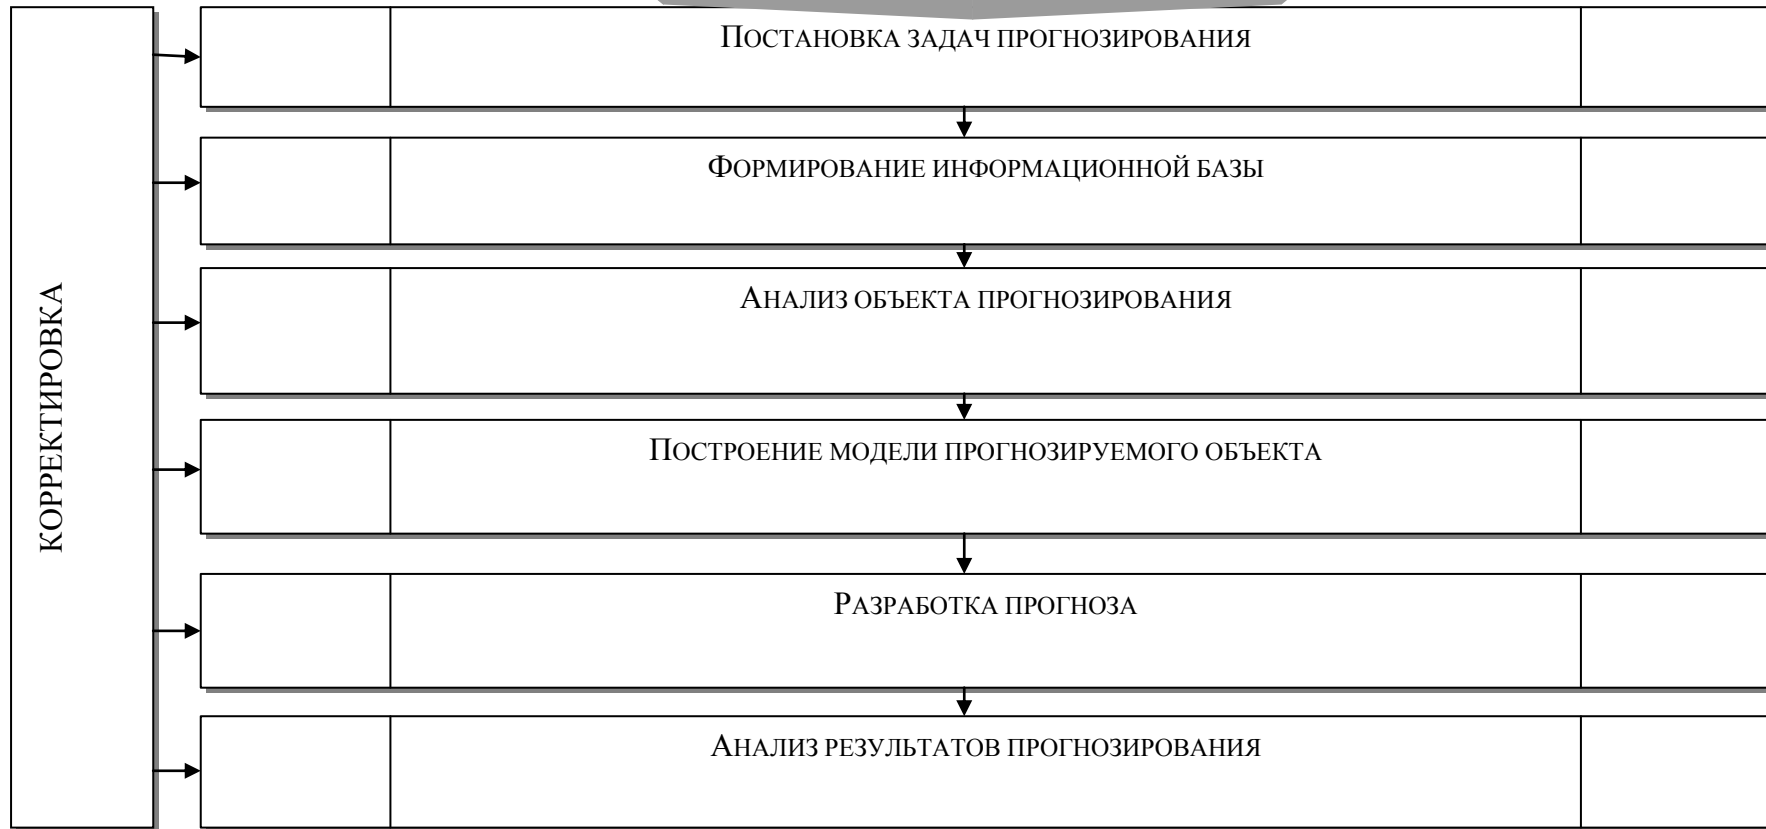 ПОСТАНОВКА ЗАДАЧ ПРОГНОЗИРОВАНИЯ
ФОРМИРОВАНИЕ ИНФОРМАЦИОННОЙ БАЗЫ
АНАЛИЗ ОБЪЕКТА ПРОГНОЗИРОВАНИЯ
КОРРЕКТИРОВКА
ПОСТРОЕНИЕ МОДЕЛИ ПРОГНОЗИРУЕМОГО ОБЪЕКТА
РАЗРАБОТКА ПРОГНОЗА
АНАЛИЗ РЕЗУЛЬТАТОВ ПРОГНОЗИРОВАНИЯ